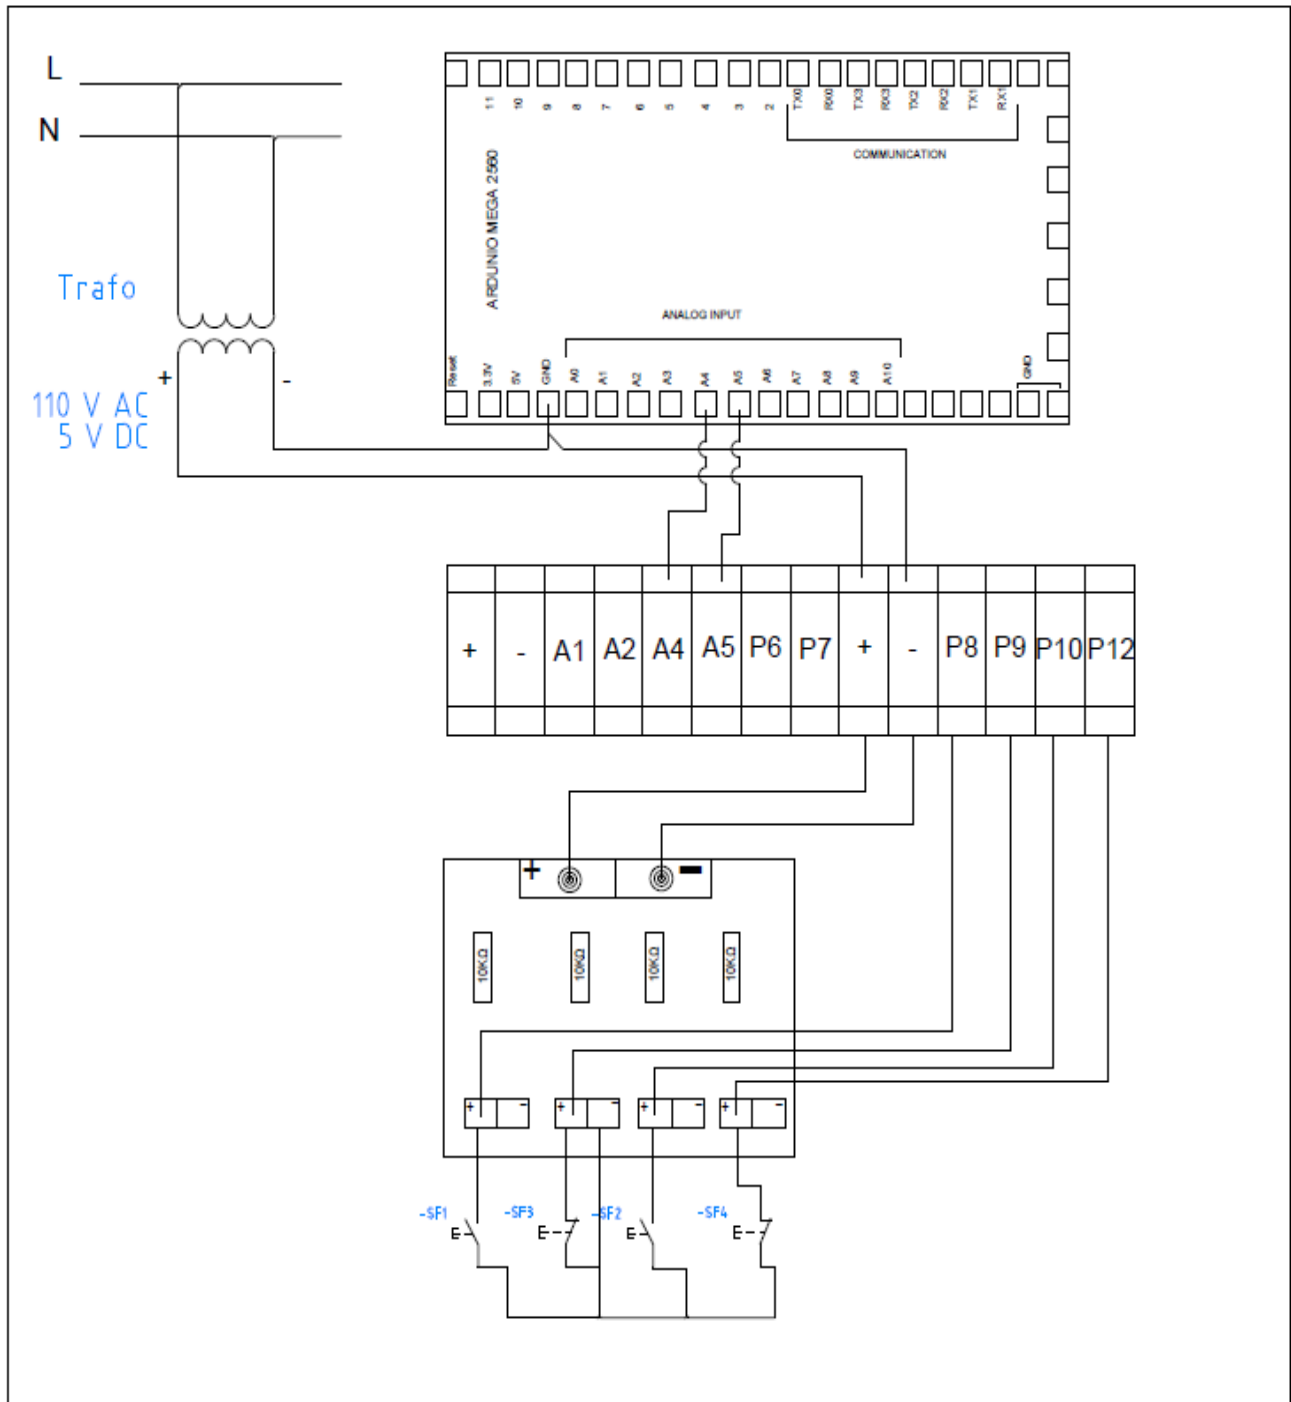 L
N
Trafo
+
-
110 V AC
5 V DC
11 10 9 8 7 6 5 4 3 2 TX0 RX0 TX3 RX3 TX2 RX2 TX1 RX1
COMMUNICATION
ARDUNIO MEGA 2560
ANALOG INPUT
Reset 3.3V 5V GND A0 A1 A2 A3 A4 A5 A6 A7 A8 A9 A10 GND
+ - A1 A2 A4 A5 P6 P7 + - P8 P9 P10 P12
+ -
10KΩ 10KΩ 10KΩ 10KΩ
+ - + - + - + -
-SF1 -SF3 -SF2 -SF4